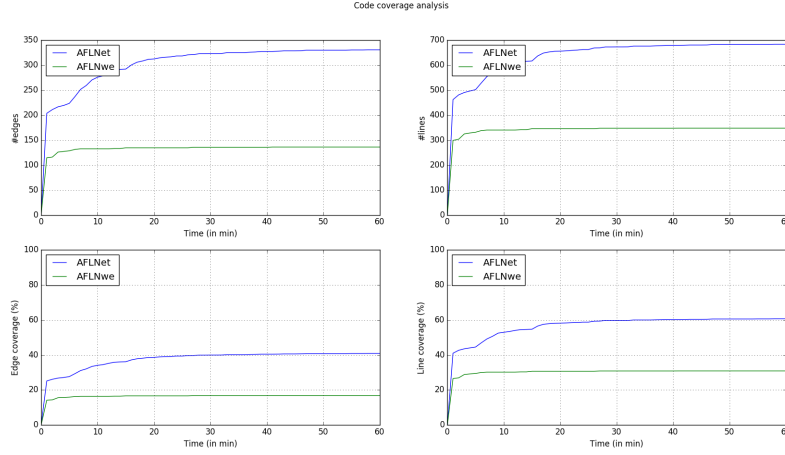 Code coverage analysis
350
300
250
200
150
100
50
0
#edges
AFLNet
AFLNwe
0 10 20 30 40 50 60
Time (in min)
700
600
500
400
300
200
100
0
#lines
AFLNet
AFLNwe
0 10 20 30 40 50 60
Time (in min)
100
80
60
40
20
0
Edge coverage (%)
AFLNet
AFLNwe
0 10 20 30 40 50 60
Time (in min)
100
80
60
40
20
0
Line coverage (%)
AFLNet
AFLNwe
0 10 20 30 40 50 60
Time (in min)